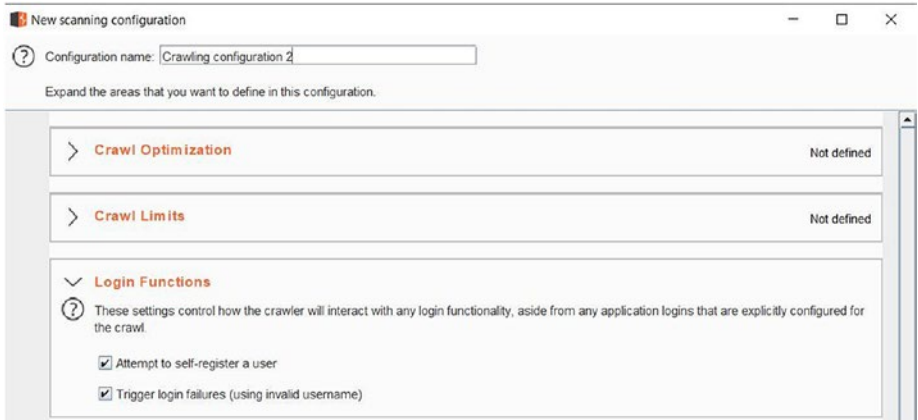 New scanning configuration
Configuration name: Crawling configuration 2
Expand the areas that you want to define in this configuration.
Crawl Optimization Not defined
Crawl Limits Not defined
Login Functions
These settings control how the crawler will interact with any login functionality, aside from any application logins that are explicitly configured for
the crawl.
Attempt to self-register a user
Trigger login failures (using invalid username)